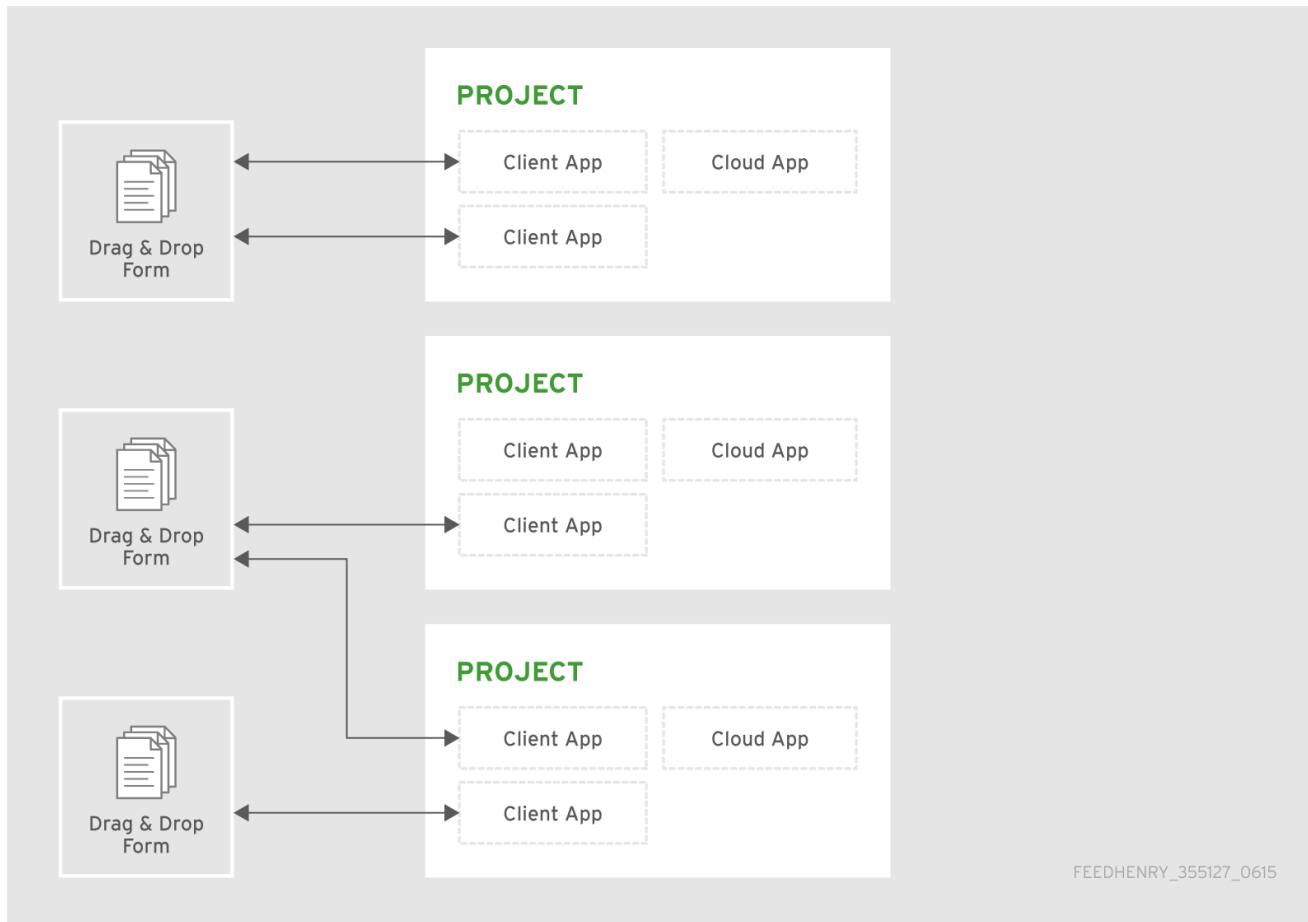 PROJECT
Client App
Cloud App
Client App
Drag & Drop
Form
PROJECT
Client App
Cloud App
Client App
Drag & Drop
Form
PROJECT
Client App
Cloud App
Client App
Drag & Drop
Form
FEEDHENRY_355127_0615